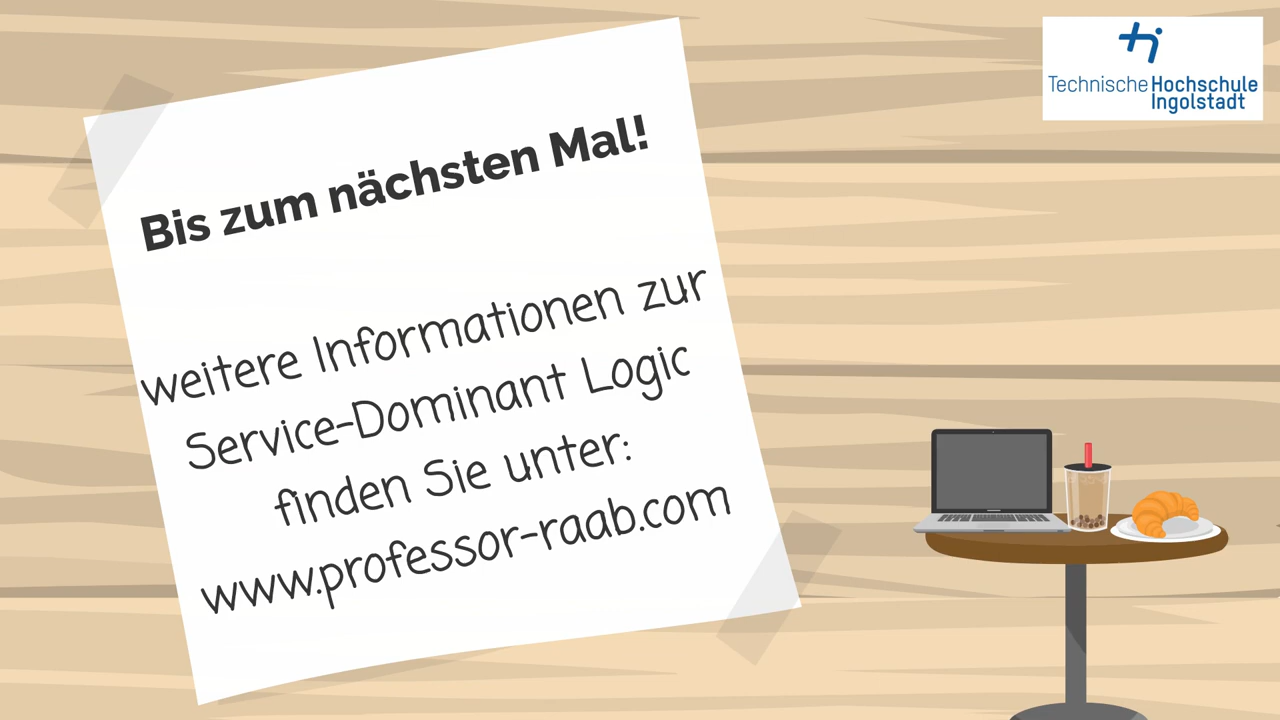 Bis zum nächsten Mal!
weitere Informationen zur
Service-Dominant Logic
finden Sie unter:
www.professor-raab.com
Technische Hochschule
Ingolstadt